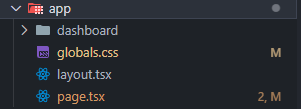 app
dashboard
globals.css M
layout.tsx
page.tsx 2, M